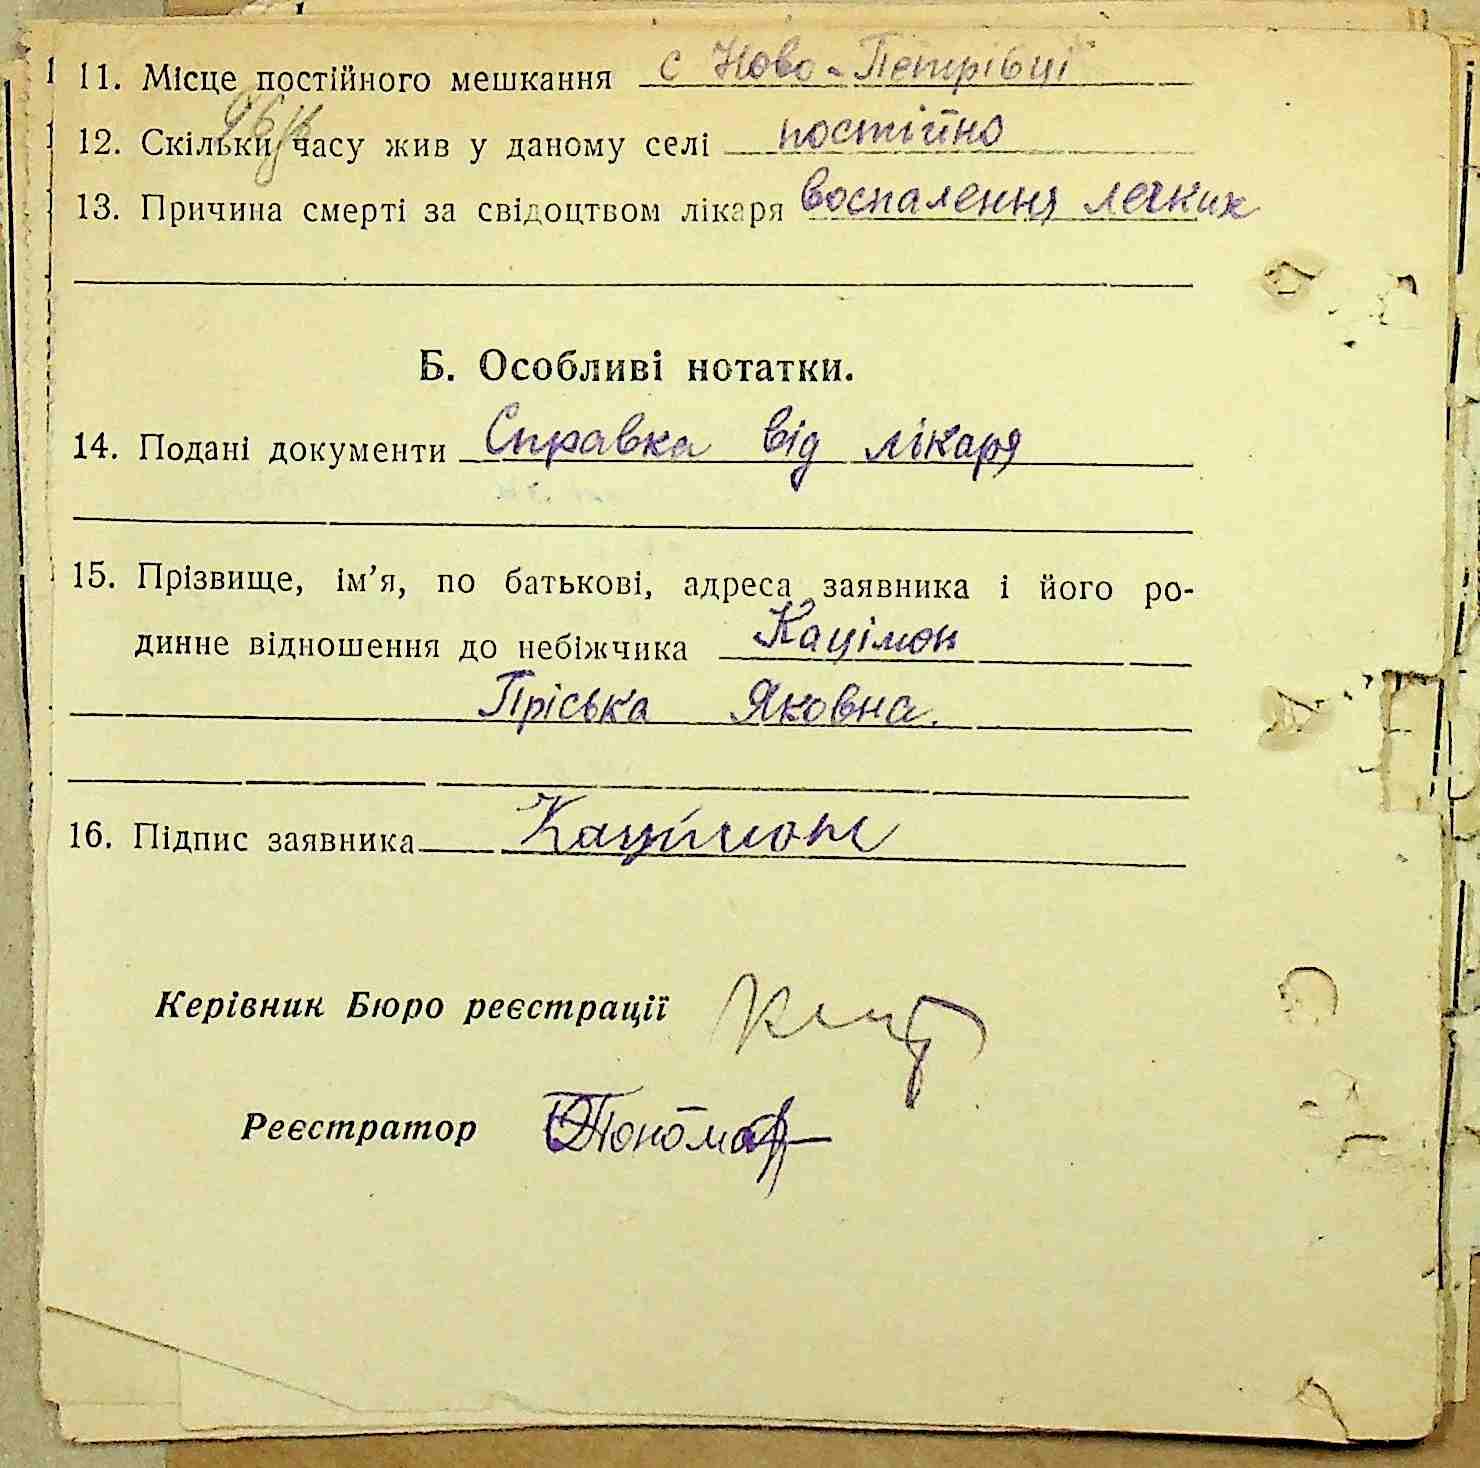 11. Місце постійного мешкання с Ново-Петрівці
12. Скільки часу жив у даному селі постійно
13. Причина смерті за свідоцтвом лікаря воспалення легких
Б. Особливі нотатки.
14. Подані документи Справка від лікаря
15. Прізвище, ім’я, по батькові, адреса заявника і його ро-
динне відношення до небіжчика Кацімон
Пріська Яковна.
16. Підпис заявника Кацімон
Керівник Бюро реєстрації
Реєстратор